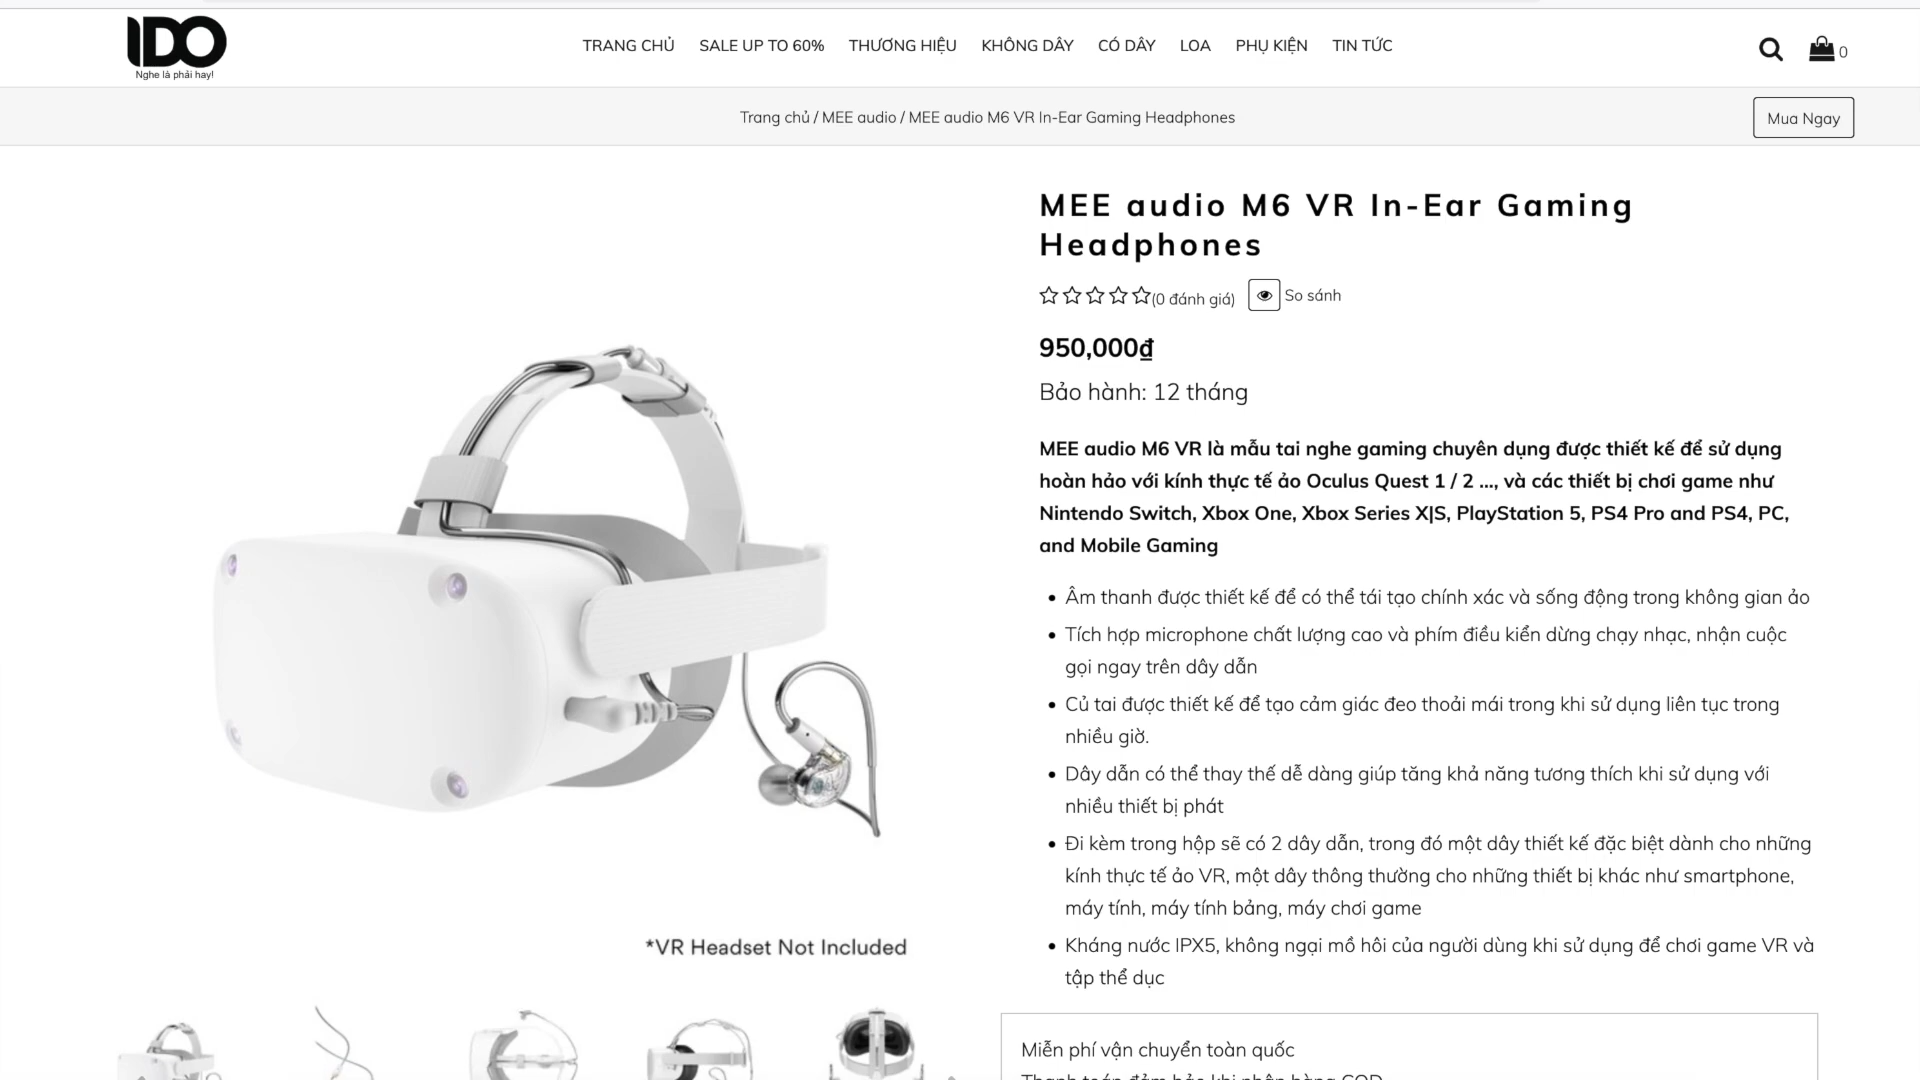 IDO
Nghe là phải hay!
TRANG CHỦ SALE UP TO 60% THƯƠNG HIỆU KHÔNG DÂY CÓ DÂY LOA PHỤ KIỆN TIN TỨC
0
Trang chủ / MEE audio / MEE audio M6 VR In-Ear Gaming Headphones
Mua Ngay
MEE audio M6 VR In-Ear Gaming
Headphones
(0 đánh giá) So sánh
950,000₫
Bảo hành: 12 tháng
MEE audio M6 VR là mẫu tai nghe gaming chuyên dụng được thiết kế để sử dụng
hoàn hảo với kính thực tế ảo Oculus Quest 1 / 2 ..., và các thiết bị chơi game như
Nintendo Switch, Xbox One, Xbox Series X|S, PlayStation 5, PS4 Pro and PS4, PC,
and Mobile Gaming
Âm thanh được thiết kế để có thể tái tạo chính xác và sống động trong không gian ảo
Tích hợp microphone chất lượng cao và phím điều kiển dừng chạy nhạc, nhận cuộc
gọi ngay trên dây dẫn
Củ tai được thiết kế để tạo cảm giác đeo thoải mái trong khi sử dụng liên tục trong
nhiều giờ.
Dây dẫn có thể thay thế dễ dàng giúp tăng khả năng tương thích khi sử dụng với
nhiều thiết bị phát
Đi kèm trong hộp sẽ có 2 dây dẫn, trong đó một dây thiết kế đặc biệt dành cho những
kính thực tế ảo VR, một dây thông thường cho những thiết bị khác như smartphone,
máy tính, máy tính bảng, máy chơi game
Kháng nước IPX5, không ngại mồ hôi của người dùng khi sử dụng để chơi game VR và
tập thể dục
*VR Headset Not Included
Miễn phí vận chuyển toàn quốc
Thanh toán đảm bảo khi nhận hàng COD